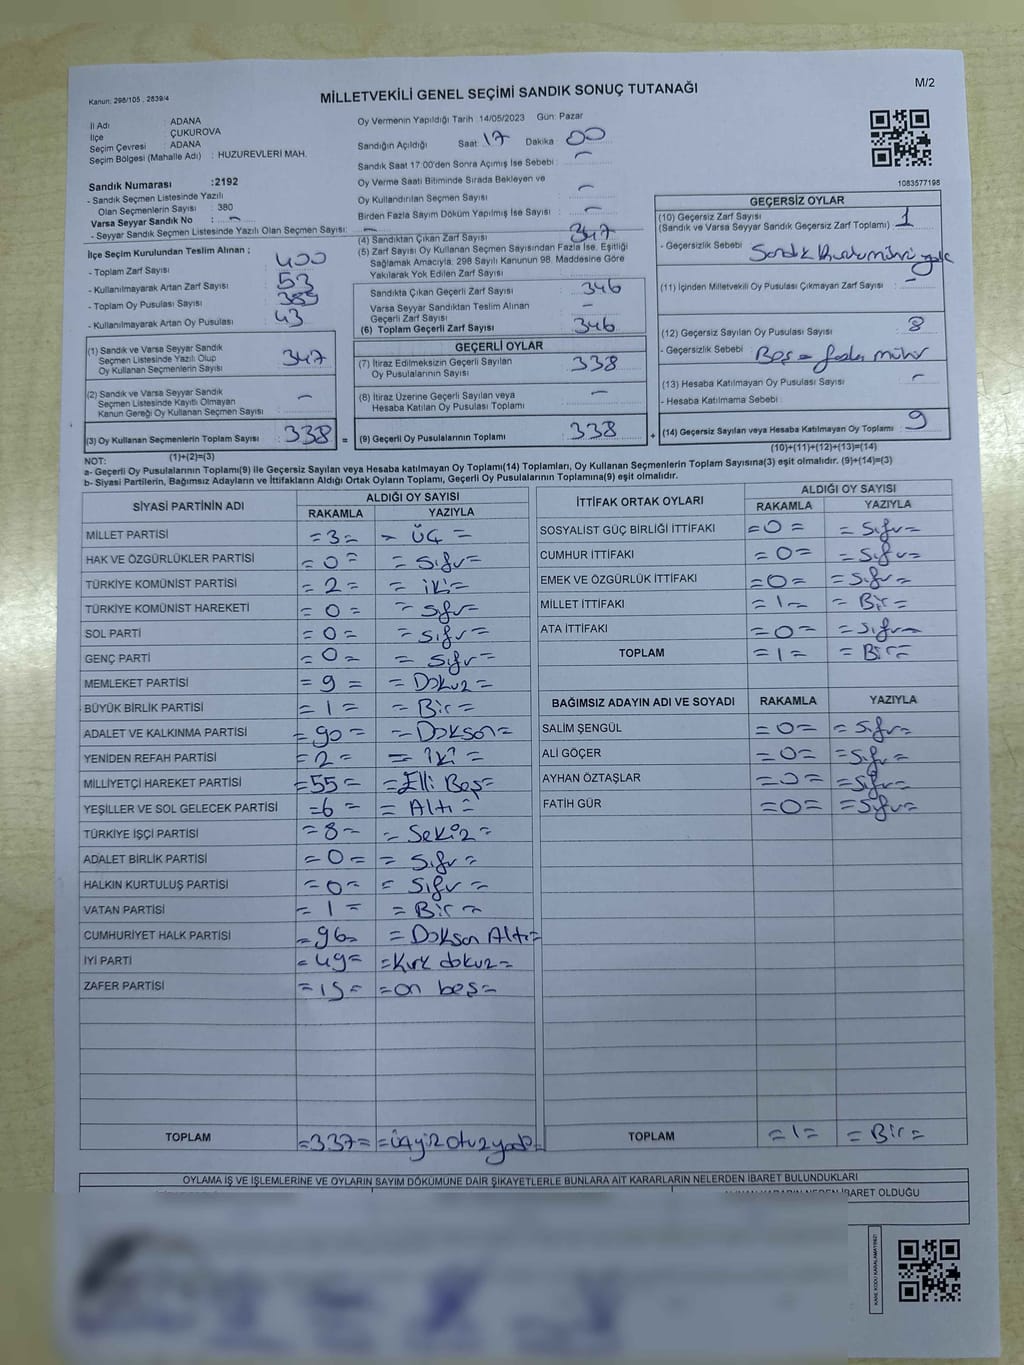 M/2
Kanun: 298/105 , 2839/4
MİLLETVEKİLİ GENEL SEÇİMİ SANDIK SONUÇ TUTANAĞI
İl Adı : ADANA
İlçe : ÇUKUROVA
Seçim Çevresi : ADANA
Seçim Bölgesi (Mahalle Adı) : HUZUREVLERİ MAH.
Sandık Numarası :2192
- Sandık Seçmen Listesinde Yazılı
Olan Seçmenlerin Sayısı : 380
Varsa Seyyar Sandık No : -
- Seyyar Sandık Seçmen Listesinde Yazılı Olan Seçmen Sayısı: -
Oy Vermenin Yapıldığı Tarih : 14/05/2023 Gün: Pazar
Sandığın Açıldığı Saat : 17 Dakika : 00
Sandık Saat 17:00'den Sonra Açımış İse Sebebi : -
Oy Verme Saati Bitiminde Sırada Bekleyen ve
Oy Kullandırılan Seçmen Sayısı : -
Birden Fazla Sayım Döküm Yapılmış İse Sayısı : -
1083577198
İlçe Seçim Kurulundan Teslim Alınan ;
- Toplam Zarf Sayısı : 400
- Kullanılmayarak Artan Zarf Sayısı : 53
- Toplam Oy Pusulası Sayısı : 385
- Kullanılmayarak Artan Oy Pusulası : 43
(1) Sandık ve Varsa Seyyar Sandık
Seçmen Listesinde Yazılı Olup
Oy Kullanan Seçmenlerin Sayısı : 347
(2) Sandık ve Varsa Seyyar Sandık
Seçmen Listesinde Kayıtlı Olmayan
Kanun Gereği Oy Kullanan Seçmen Sayısı : -
(3) Oy Kullanan Seçmenlerin Toplam Sayısı : 338
(1)+(2)=(3)
(4) Sandıktan Çıkan Zarf Sayısı : 347
(5) Zarf Sayısı Oy Kullanan Seçmen Sayısından Fazla İse, Eşitliği
Sağlamak Amacıyla, 298 Sayılı Kanunun 98. Maddesine Göre
Yakılarak Yok Edilen Zarf Sayısı :
Sandıkta Çıkan Geçerli Zarf Sayısı : 346
Varsa Seyyar Sandıktan Teslim Alınan
Geçerli Zarf Sayısı : -
(6) Toplam Geçerli Zarf Sayısı : 346
GEÇERLİ OYLAR
(7) İtiraz Edilmeksizin Geçerli Sayılan
Oy Pusulalarının Sayısı : 338
(8) İtiraz Üzerine Geçerli Sayılan veya
Hesaba Katılan Oy Pusulası Toplamı : -
= (9) Geçerli Oy Pusulalarının Toplamı : 338 +
GEÇERSİZ OYLAR
(10) Geçersiz Zarf Sayısı
(Sandık ve Varsa Seyyar Sandık Geçersiz Zarf Toplamı) : 1
- Geçersizlik Sebebi : Sandık Kurulu mührü yok
(11) İçinden Milletvekili Oy Pusulası Çıkmayan Zarf Sayısı : -
(12) Geçersiz Sayılan Oy Pusulası Sayısı : 8
- Geçersizlik Sebebi : Boş = fazla mühür
(13) Hesaba Katılmayan Oy Pusulası Sayısı : -
- Hesaba Katılmama Sebebi :
(14) Geçersiz Sayılan veya Hesaba Katılmayan Oy Toplamı : 9
(10)+(11)+(12)+(13)=(14)
NOT:
a- Geçerli Oy Pusulalarının Toplamı(9) ile Geçersiz Sayılan veya Hesaba katılmayan Oy Toplamı(14) Toplamları, Oy Kullanan Seçmenlerin Toplam Sayısına(3) eşit olmalıdır. (9)+(14)=(3)
b- Siyasi Partilerin, Bağımsız Adayların ve İttifakların Aldığı Ortak Oyların Toplamı, Geçerli Oy Pusulalarının Toplamına(9) eşit olmalıdır.
SİYASİ PARTİNİN ADI ALDIĞI OY SAYISI
RAKAMLA YAZIYLA
MİLLET PARTİSİ =3= = ÜÇ =
HAK VE ÖZGÜRLÜKLER PARTİSİ =0= = Sıfır=
TÜRKİYE KOMÜNİST PARTİSİ =2= = iki=
TÜRKİYE KOMÜNİST HAREKETİ =0= = Sıfır=
SOL PARTİ =0= = Sıfır=
GENÇ PARTİ =0= = Sıfır=
MEMLEKET PARTİSİ =9= = Dokuz=
BÜYÜK BİRLİK PARTİSİ =1= = Bir=
ADALET VE KALKINMA PARTİSİ =90= = Doksan=
YENİDEN REFAH PARTİSİ =2= = iki=
MİLLİYETÇİ HAREKET PARTİSİ =55= =Elli Beş=
YEŞİLLER VE SOL GELECEK PARTİSİ =6= = Altı=
TÜRKİYE İŞÇİ PARTİSİ =8= = Sekiz=
ADALET BİRLİK PARTİSİ =0= = Sıfır=
HALKIN KURTULUŞ PARTİSİ =0= = Sıfır=
VATAN PARTİSİ =1= = Bir=
CUMHURİYET HALK PARTİSİ =96= = Doksan Altı=
İYİ PARTİ =49= =Kırk dokuz=
ZAFER PARTİSİ =15= =on beş=
TOPLAM =337= =üçyüz otuz yedi=
İTTİFAK ORTAK OYLARI ALDIĞI OY SAYISI
RAKAMLA YAZIYLA
SOSYALİST GÜÇ BİRLİĞİ İTTİFAKI =0= = Sıfır=
CUMHUR İTTİFAKI =0= = Sıfır=
EMEK VE ÖZGÜRLÜK İTTİFAKI =0= = Sıfır=
MİLLET İTTİFAKI =1= = Bir=
ATA İTTİFAKI =0= = Sıfır=
TOPLAM =1= = Bir=
BAĞIMSIZ ADAYIN ADI VE SOYADI RAKAMLA YAZIYLA
SALİM ŞENGÜL =0= = Sıfır=
ALİ GÖÇER =0= =Sıfır=
AYHAN ÖZTAŞLAR =0= =Sıfır=
FATİH GÜR =0= =Sıfır=
TOPLAM =1= = Bir=
OYLAMA İŞ VE İŞLEMLERİNE VE OYLARIN SAYIM DÖKÜMÜNE DAİR ŞİKAYETLERLE BUNLARA AİT KARARLARIN NELERDEN İBARET BULUNDUKLARI
İBARET OLDUĞU
KARE KODU KARALAMAYINIZ!